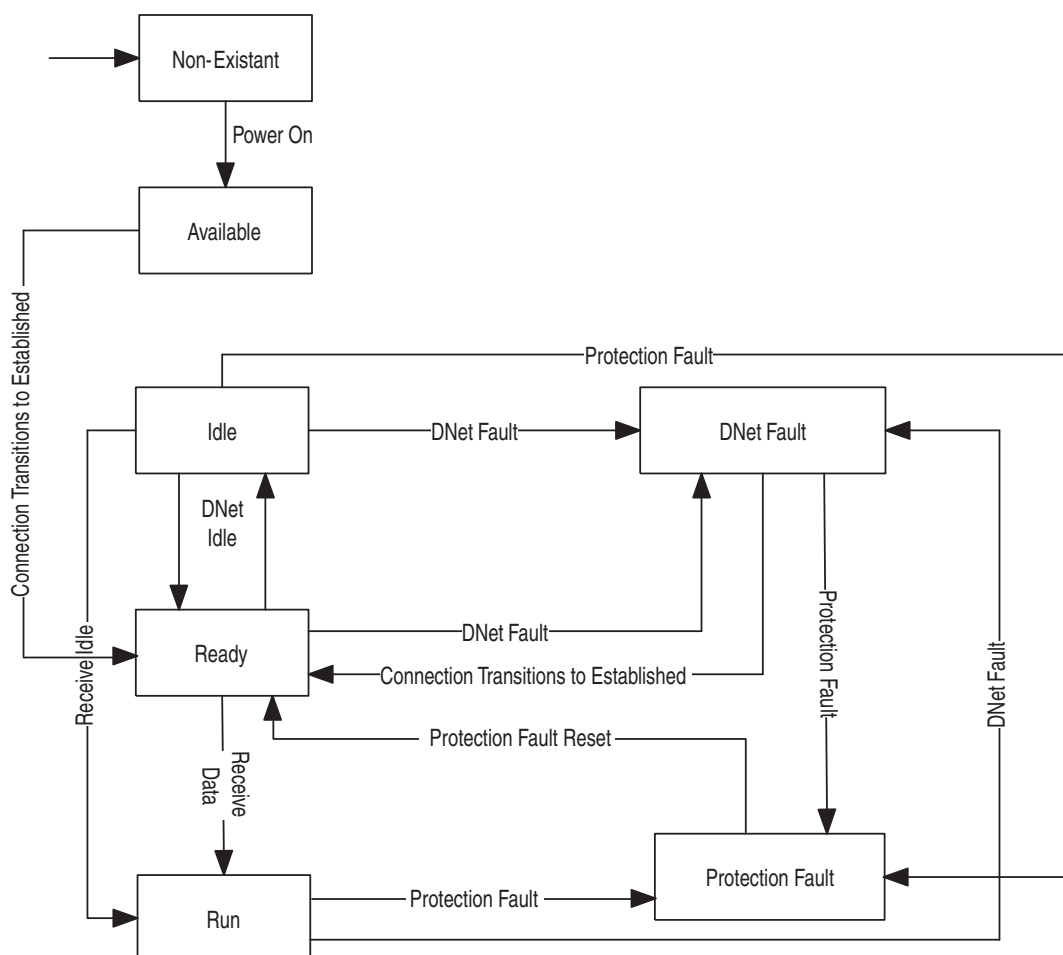 Non-Existant
Power On
Available
Connection Transitions to Established
Protection Fault
Idle
DNet Fault
DNet Fault
DNet
Idle
Receive Idle
Ready
DNet Fault
Connection Transitions to Established
Protection Fault
DNet Fault
Protection Fault Reset
Receive
Data
Protection Fault
Run
Protection Fault